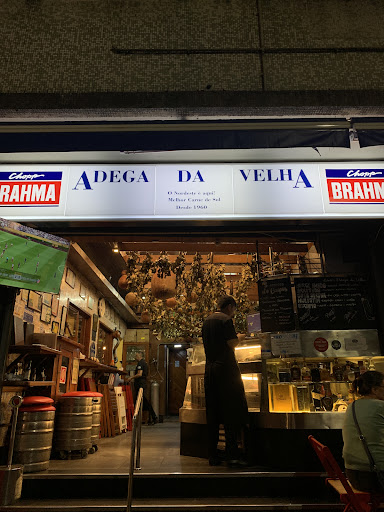 Chopp
BRAHMA
ADEGA DA VELHA
O Nordeste é aqui!
Melhor Carne de Sol
Desde 1960
Chopp
BRAHMA